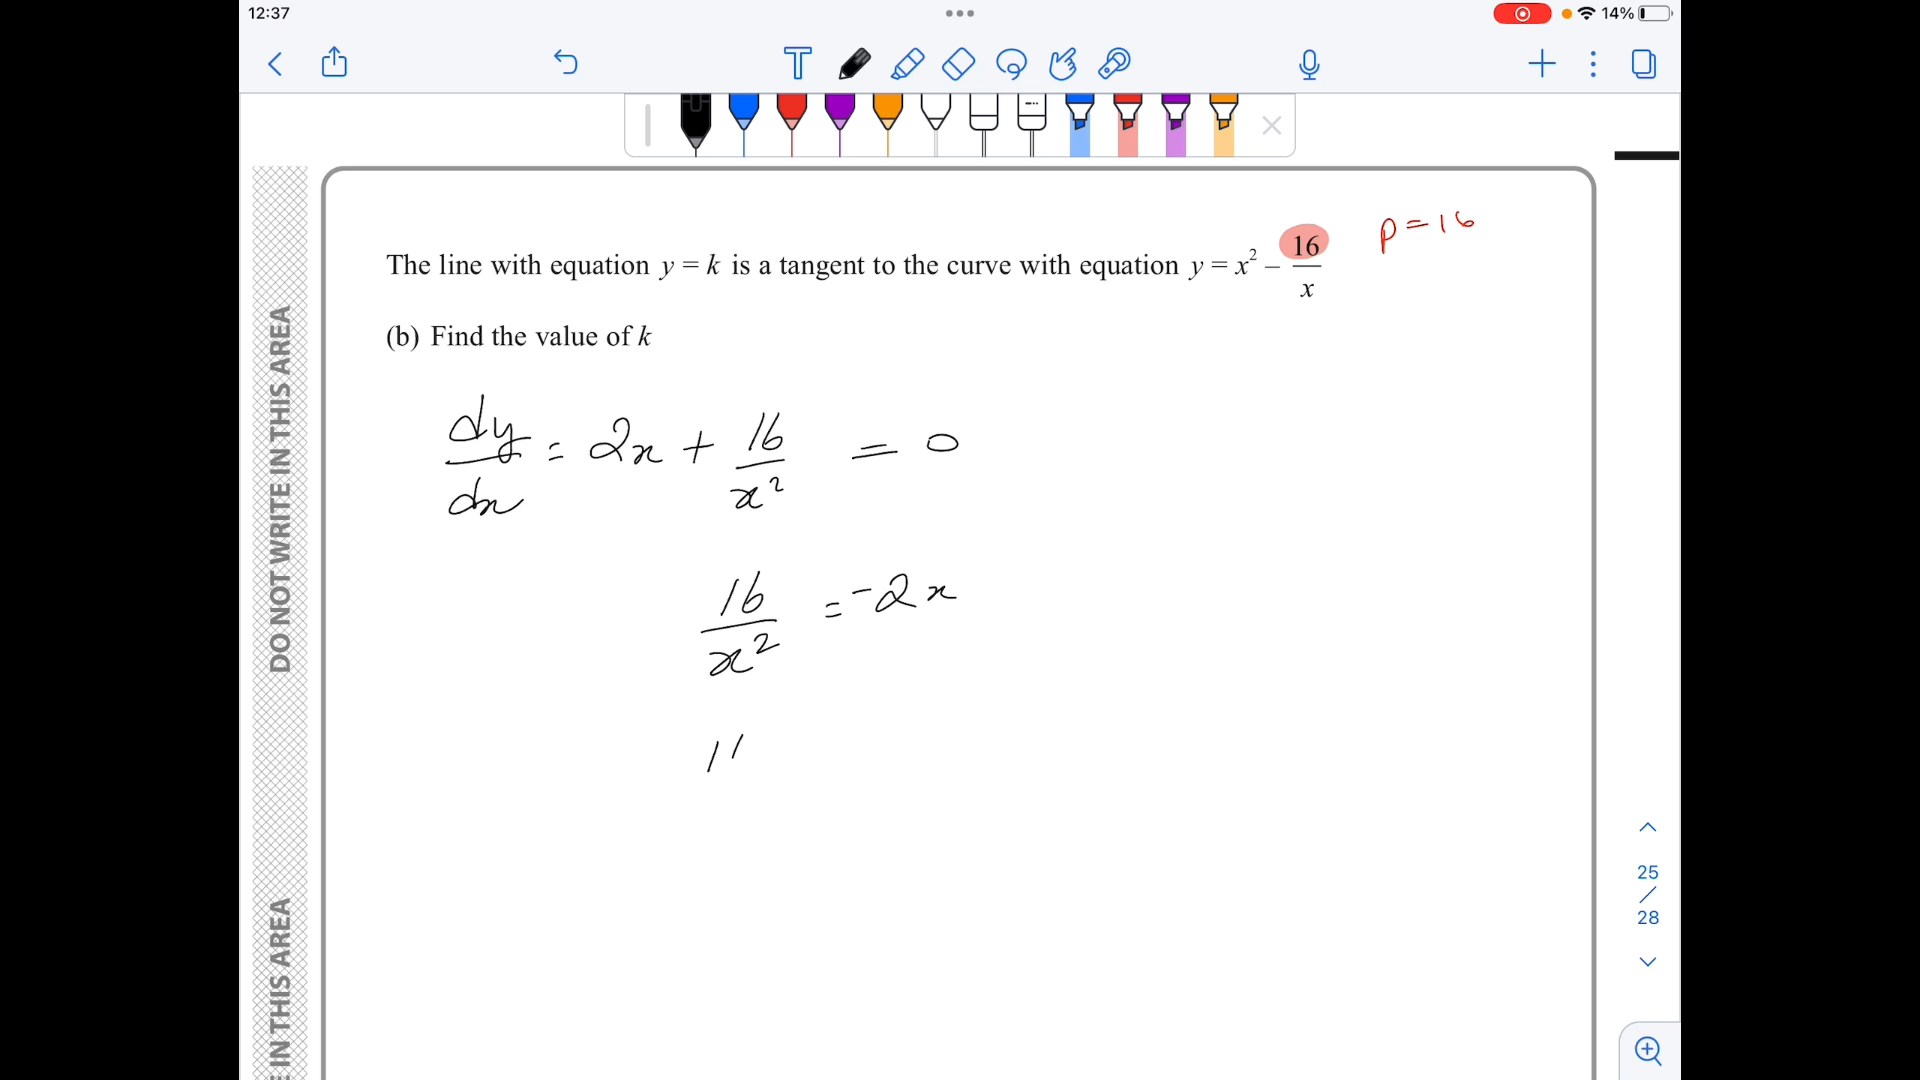 12:37
14%
The line with equation y = k is a tangent to the curve with equation y = x² – 16/x
p = 16
(b) Find the value of k
dy/dx = 2x + 16/x² = 0
16/x² = -2x
DO NOT WRITE IN THIS AREA
25
/
28
IN THIS AREA